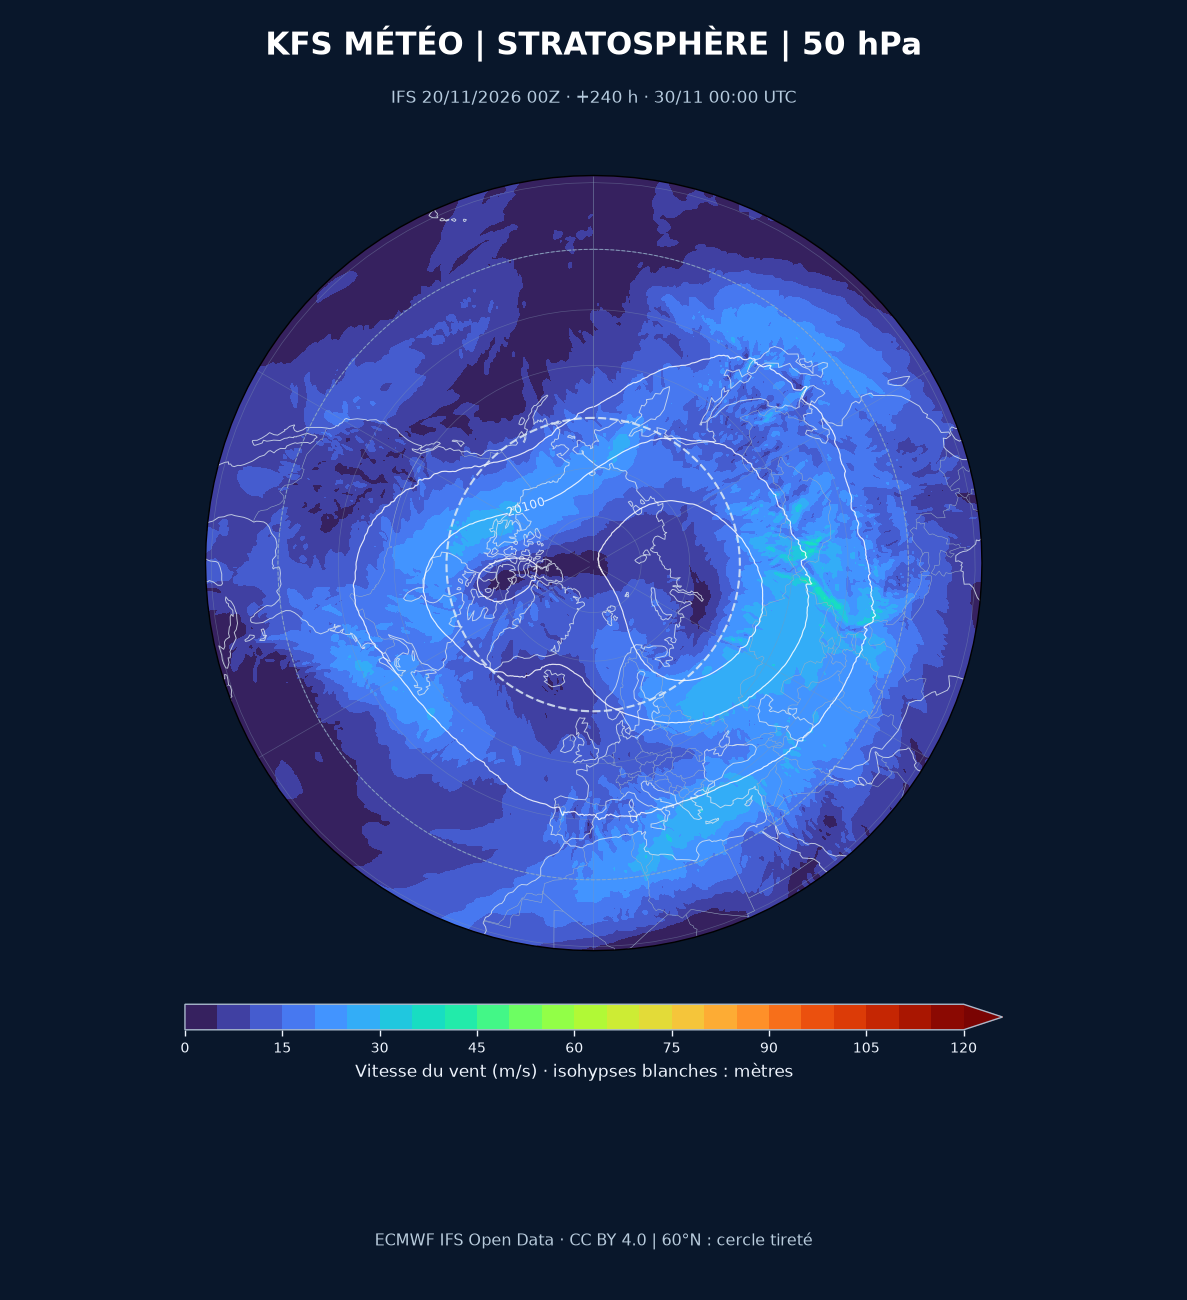 KFS MÉTÉO | STRATOSPHÈRE | 50 hPa
IFS 20/11/2026 00Z · +240 h · 30/11 00:00 UTC
20100
0 15 30 45 60 75 90 105 120
Vitesse du vent (m/s) · isohypses blanches : mètres
ECMWF IFS Open Data · CC BY 4.0 | 60°N : cercle tireté